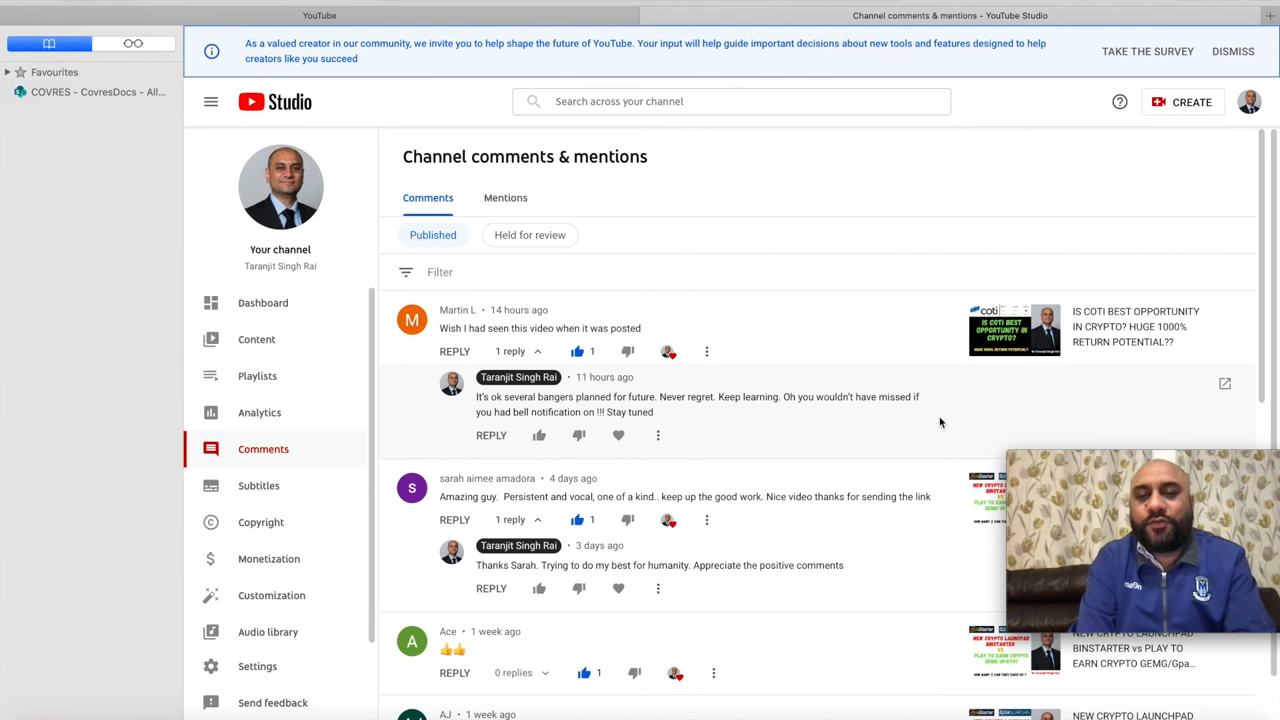 YouTube
Channel comments & mentions - YouTube Studio
As a valued creator in our community, we invite you to help shape the future of YouTube. Your input will help guide important decisions about new tools and features designed to
creators like you succeed
TAKE THE SURVEY
DISMISS
Favourites
COVRES - CovresDocs - All...
Studio
Search across your channel
CREATE
Your channel
Taranjit Singh Rai
Dashboard
Content
Playlists
Analytics
Comments
Subtitles
Copyright
Monetization
Customization
Audio library
Settings
Send feedback
Channel comments & mentions
Comments
Mentions
Published
Held for review
Filter
M
Martin L • 14 hours ago
Wish I had seen this video when it was posted
REPLY 1 reply 1
coti
IS COTI BEST
OPPORTUNITY
IN CRYPTO?
HUGE 1000%
RETURN POTENTIAL?
IS COTI BEST OPPORTUNITY
IN CRYPTO? HUGE 1000%
RETURN POTENTIAL??
Taranjit Singh Rai • 11 hours ago
It's ok several bangers planned for future. Never regret. Keep learning. Oh you wouldn't have missed if
you had bell notification on !!! Stay tuned
REPLY
S
sarah aimee amadora • 4 days ago
Amazing guy. Persistent and vocal, one of a kind.. keep up the good work. Nice video thanks for sending the link
REPLY 1 reply 1
Taranjit Singh Rai • 3 days ago
Thanks Sarah. Trying to do my best for humanity. Appreciate the positive comments
REPLY
A
Ace • 1 week ago
👍👍
REPLY 0 replies 1
NEW CRYPTO LAUNCHPAD
BINSTARTER vs PLAY TO
EARN CRYPTO GEMG/Gpa...
AJ • 1 week ago
NEW CRYPTO LAUNCHPAD